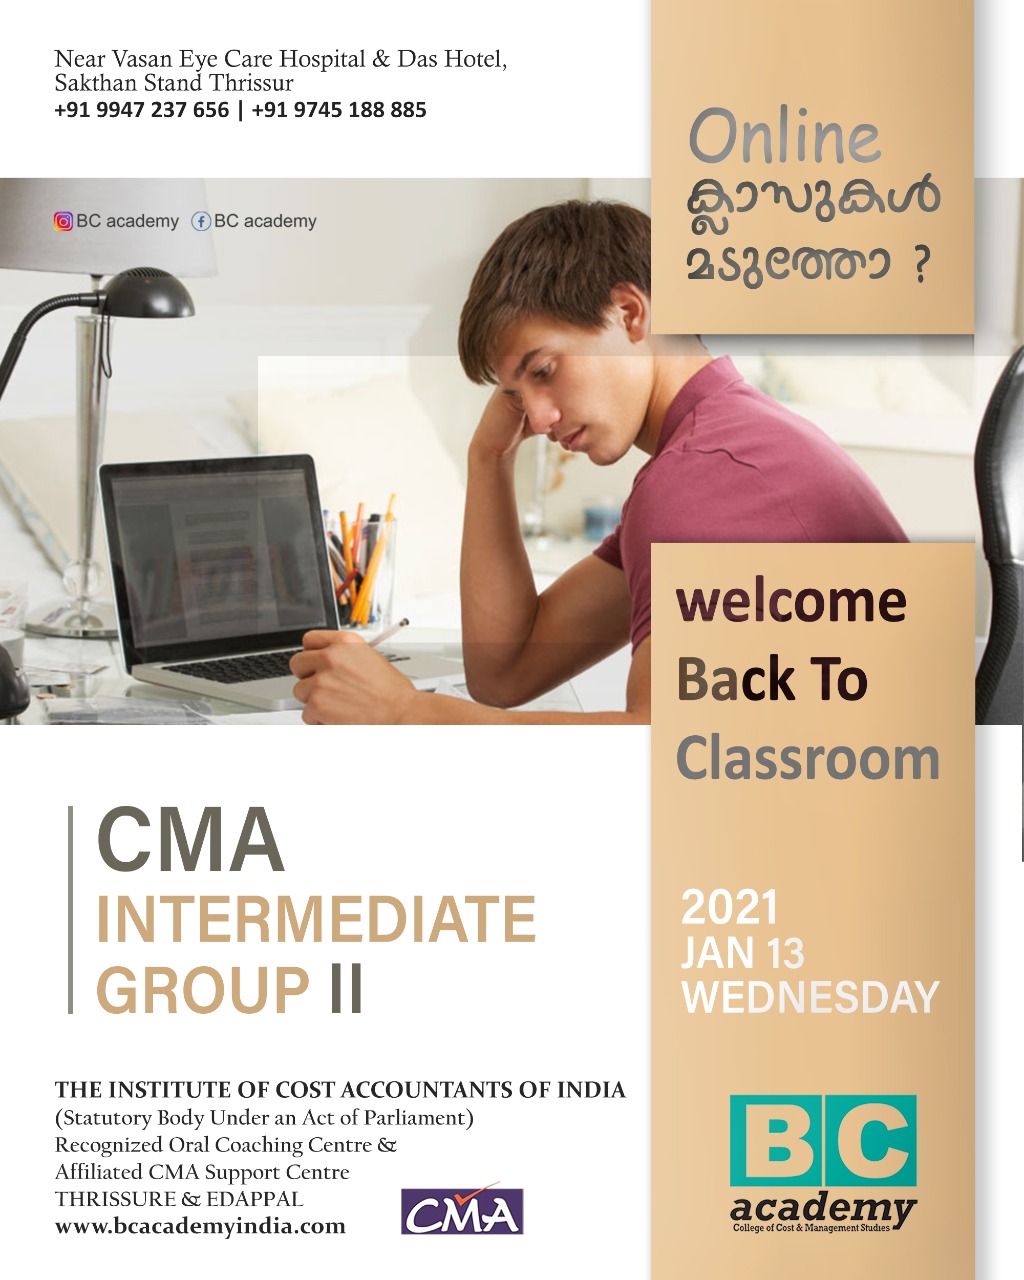 Near Vasan Eye Care Hospital & Das Hotel,
Sakthan Stand Thrissur
+91 9947 237 656 | +91 9745 188 885
BC academy BC academy
Online
ക്ലാസുകൾ
മടുത്തോ ?
welcome
Back To
Classroom
CMA
INTERMEDIATE
GROUP II
2021
JAN 13
WEDNESDAY
THE INSTITUTE OF COST ACCOUNTANTS OF INDIA
(Statutory Body Under an Act of Parliament)
Recognized Oral Coaching Centre &
Affiliated CMA Support Centre
THRISSURE & EDAPPAL
www.bcacademyindia.com
CMA
BC
academy
College of Cost & Management Studies